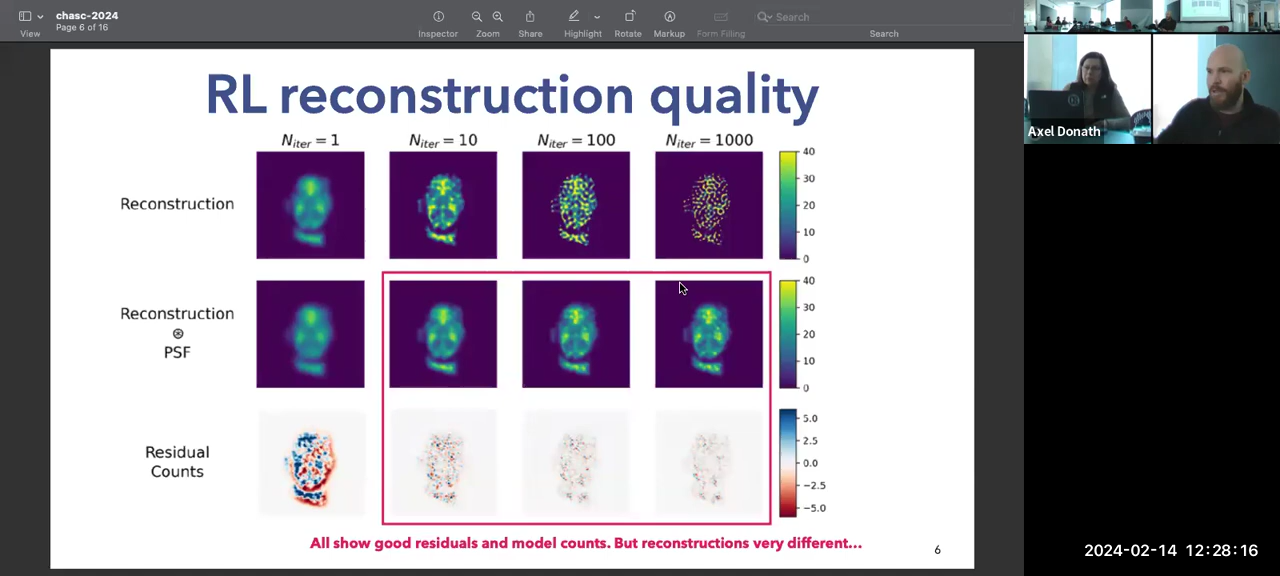 chasc-2024
Page 6 of 16
View
Inspector
Zoom
Share
Highlight
Rotate
Markup
Form Filling
Search
Search
RL reconstruction quality
N_iter = 1
N_iter = 10
N_iter = 100
N_iter = 1000
Reconstruction
40
30
20
10
0
Reconstruction
⊛
PSF
40
30
20
10
0
Residual
Counts
5.0
2.5
0.0
−2.5
−5.0
All show good residuals and model counts. But reconstructions very different...
6
Axel Donath
2024-02-14 12:28:16